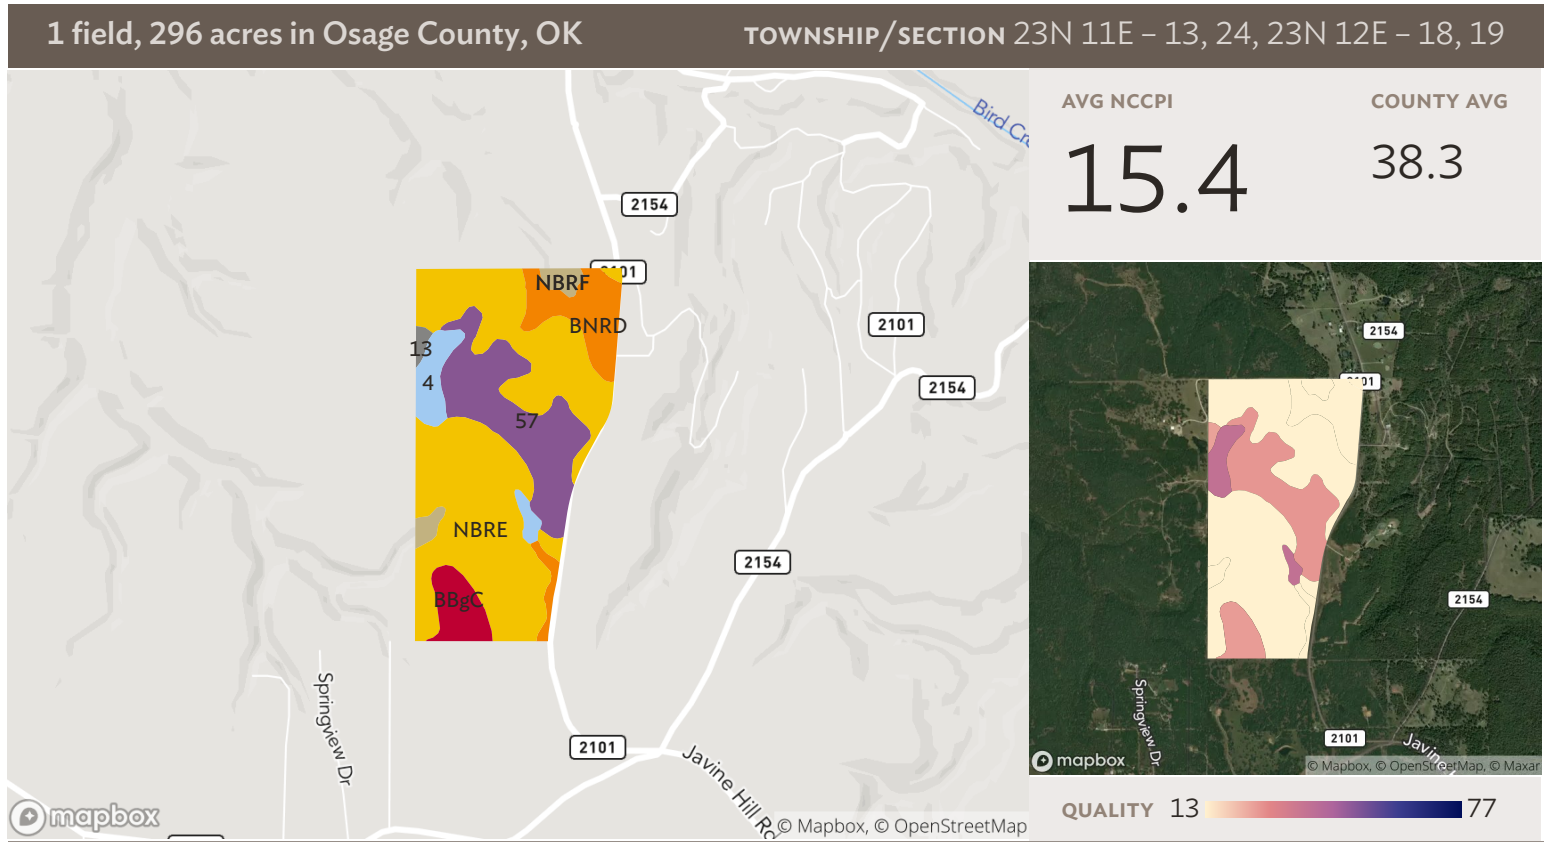 1 field, 296 acres in Osage County, OK
TOWNSHIP/SECTION 23N 11E – 13, 24, 23N 12E – 18, 19
Bird Cr
2154
2101
NBRF
BNRD
13
4
57
2101
2154
NBRE
2154
BBgC
Springview Dr
2101
Javine Hill Rd
mapbox
© Mapbox, © OpenStreetMap
AVG NCCPI
COUNTY AVG
15.4
38.3
2154
2101
2154
Springview Dr
2101
Javine
mapbox
© Mapbox, © OpenStreetMap, © Maxar
QUALITY 13 77